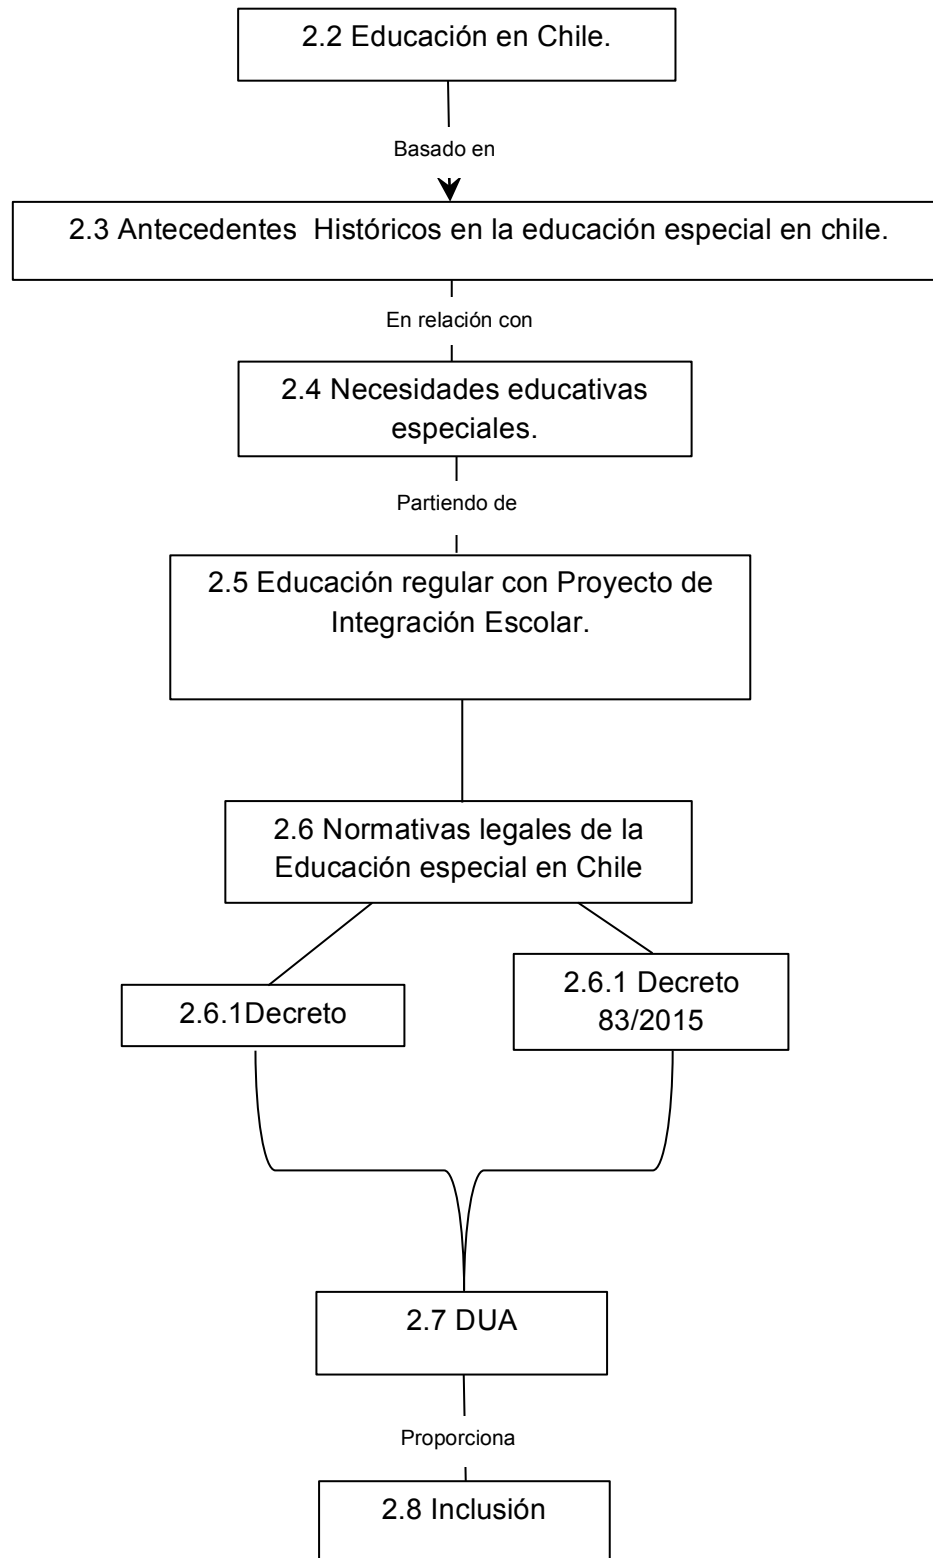 2.2 Educación en Chile.
Basado en
2.3 Antecedentes  Históricos en la educación especial en chile.
En relación con
2.4 Necesidades educativas
especiales.
Partiendo de
2.5 Educación regular con Proyecto de
Integración Escolar.
2.6 Normativas legales de la
Educación especial en Chile
2.6.1Decreto
2.6.1 Decreto
83/2015
2.7 DUA
Proporciona
2.8 Inclusión